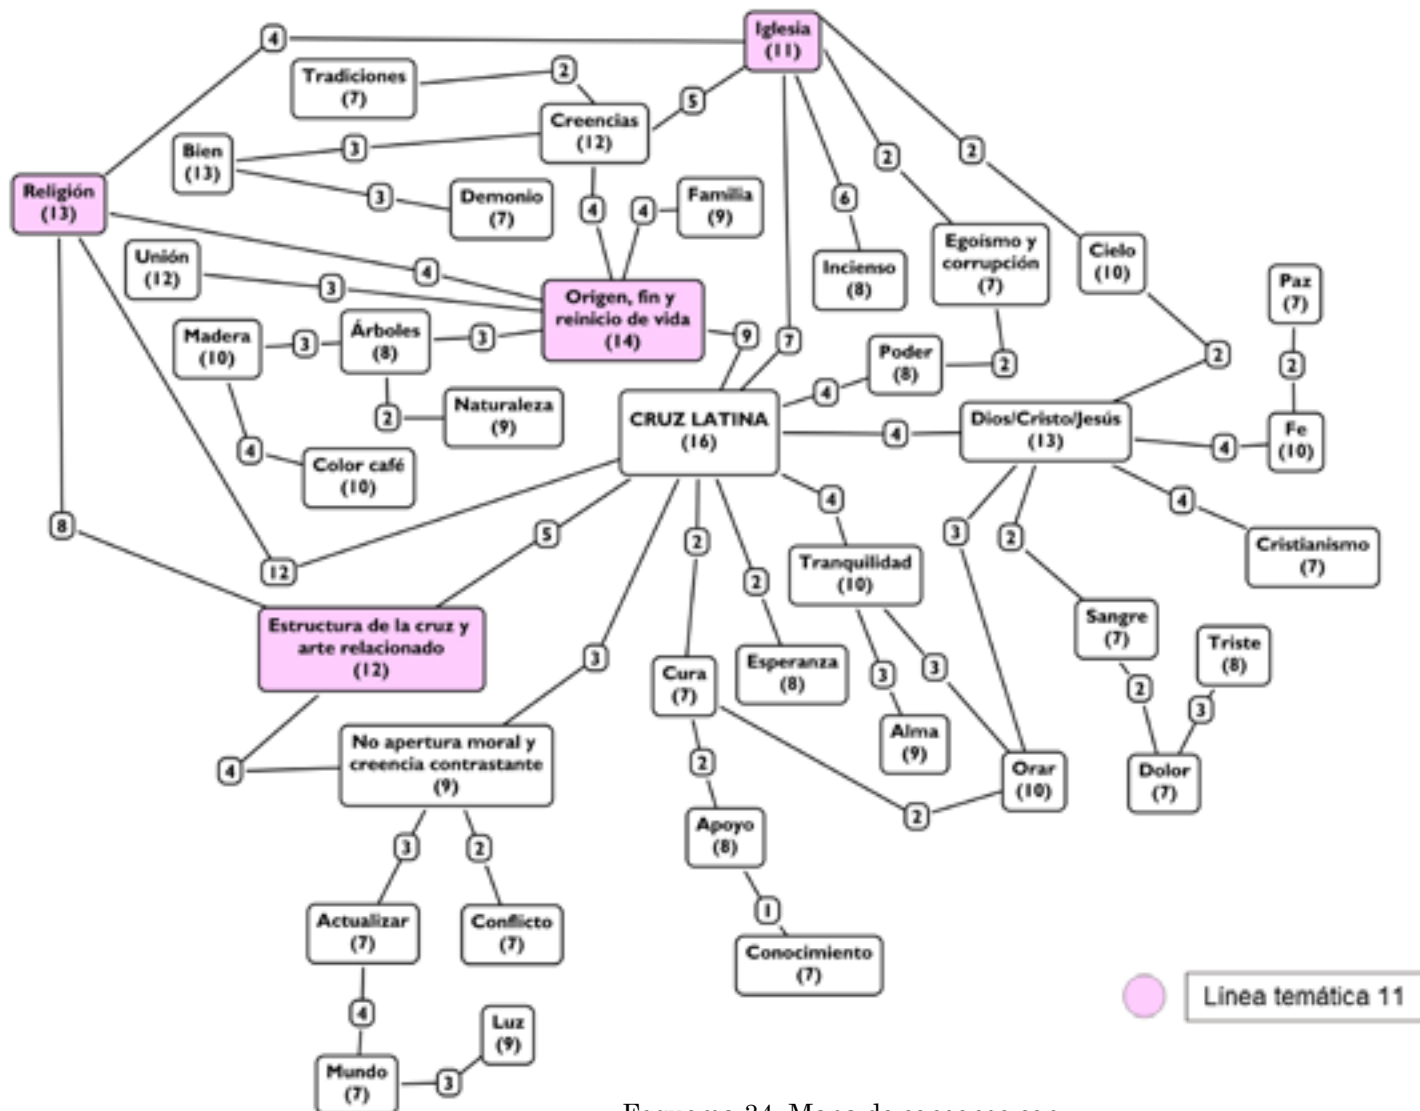 4
Iglesia
(11)
Tradiciones
(7)
2
5
Creencias
(12)
Bien
(13)
3
2
2
Religión
(13)
3
Demonio
(7)
4
4
Familia
(9)
6
Egoísmo y
corrupción
(7)
Cielo
(10)
Unión
(12)
4
3
Incienso
(8)
Paz
(7)
Origen, fin y
reinicio de vida
(14)
Madera
(10)
3
Árboles
(8)
3
9
7
Poder
(8)
2
2
2
4
Naturaleza
(9)
2
CRUZ LATINA
(16)
4
Dios/Cristo/Jesús
(13)
4
Fe
(10)
4
Color café
(10)
8
5
4
3
2
4
12
2
2
Tranquilidad
(10)
Cristianismo
(7)
Estructura de la cruz y
arte relacionado
(12)
3
Cura
(7)
Esperanza
(8)
3
3
Sangre
(7)
Triste
(8)
2
3
4
No apertura moral y
creencia contrastante
(9)
2
Alma
(9)
Orar
(10)
Dolor
(7)
2
3
2
Apoyo
(8)
1
Actualizar
(7)
Conflicto
(7)
Conocimiento
(7)
4
Luz
(9)
Mundo
(7)
3
Línea temática 11
Esquema 24. Mapa de consenso con